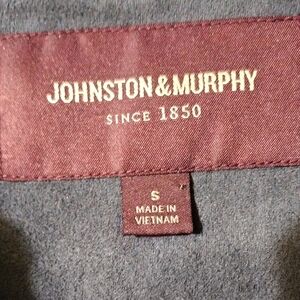 JOHNSTON & MURPHY
SINCE 1850
S
MADE IN
VIETNAM